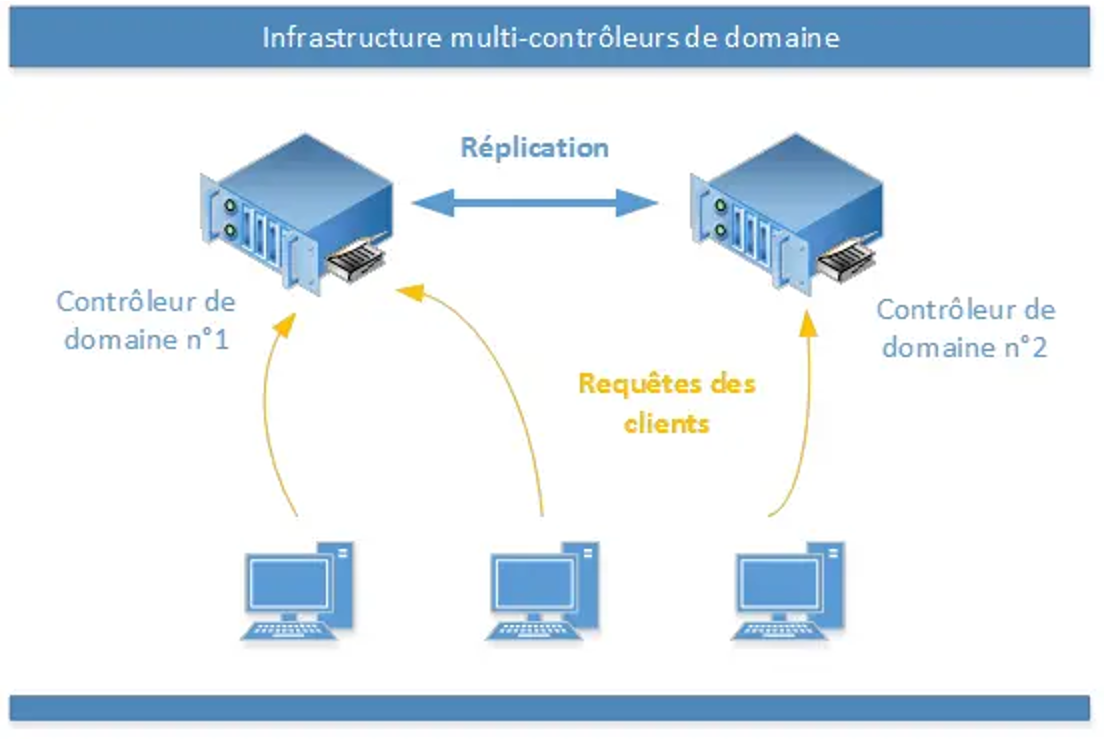 Infrastructure multi-contrôleurs de domaine
Réplication
Contrôleur de
domaine n°1
Contrôleur de
domaine n°2
Requêtes des
clients